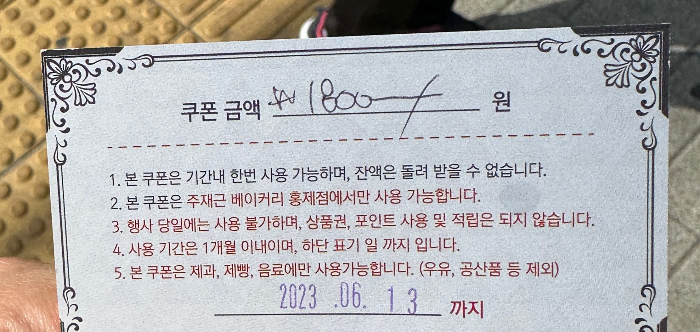 쿠폰 금액 ₩1800 원
1. 본 쿠폰은 기간내 한번 사용 가능하며, 잔액은 돌려 받을 수 없습니다.
2. 본 쿠폰은 주재근 베이커리 홍제점에서만 사용 가능합니다.
3. 행사 당일에는 사용 불가하며, 상품권, 포인트 사용 및 적립은 되지 않습니다.
4. 사용 기간은 1개월 이내이며, 하단 표기 일 까지 입니다.
5. 본 쿠폰은 제과, 제빵, 음료에만 사용가능합니다. (우유, 공산품 등 제외)
2023 .06. 13 까지